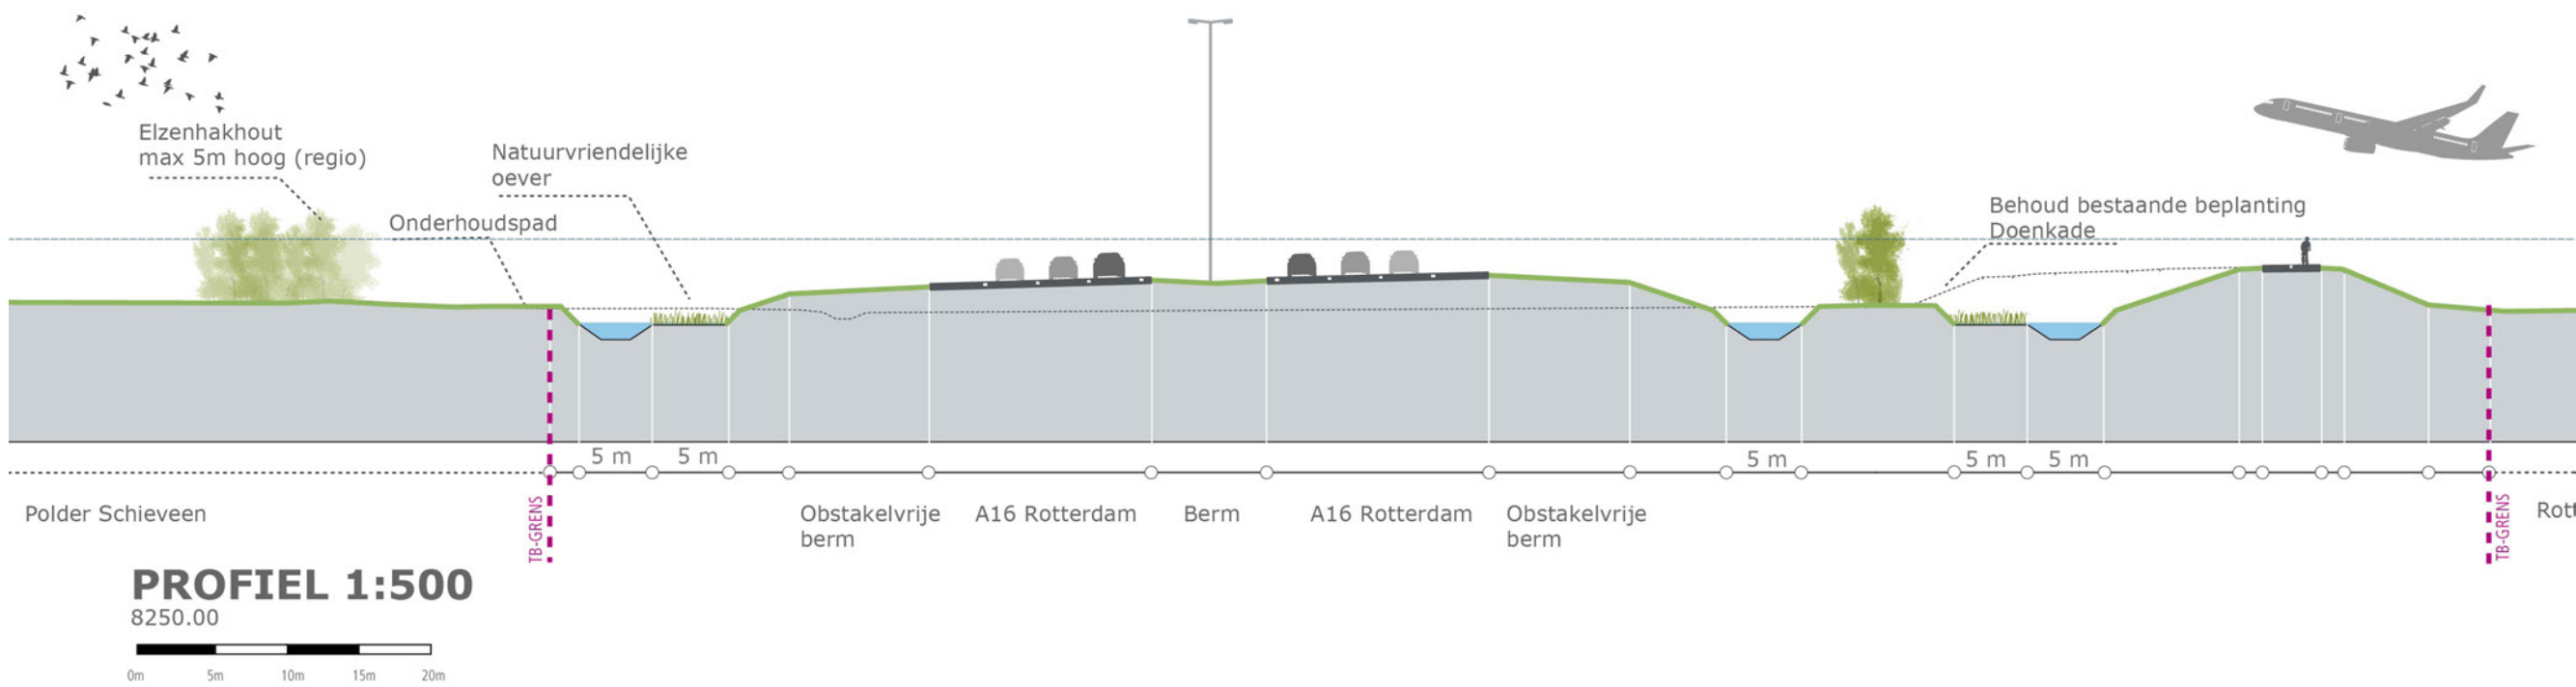 Elzenhakhout
max 5m hoog (regio)
Natuurvriendelijke
oever
Onderhoudspad
Behoud bestaande beplanting
Doenkade
5 m
5 m
5 m
5 m
5 m
Polder Schieveen
TB-GRENS
Obstakelvrije
berm
A16 Rotterdam
Berm
A16 Rotterdam
Obstakelvrije
berm
TB-GRENS
Rott
PROFIEL 1:500
8250.00
0m
5m
10m
15m
20m